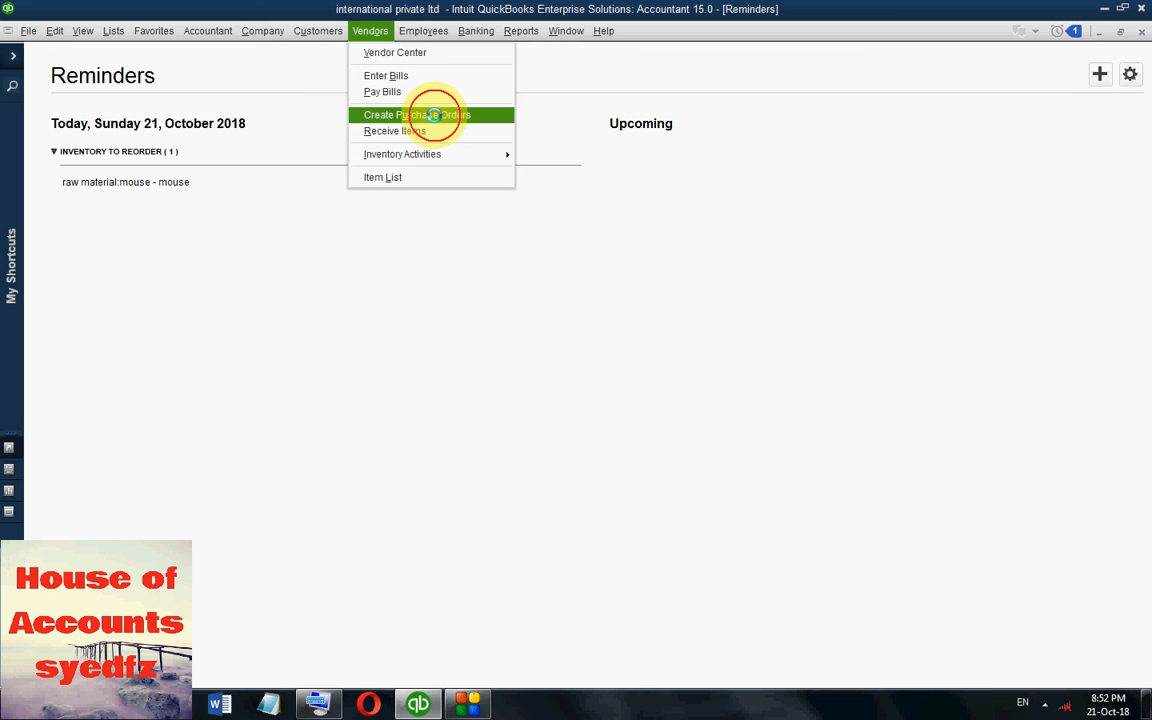 international private ltd - Intuit QuickBooks Enterprise Solutions: Accountant 15.0 - [Reminders]
File Edit View Lists Favorites Accountant Company Customers Vendors Employees Banking Reports Window Help
1
Vendor Center
Enter Bills
Pay Bills
Create Purchase Orders
Receive Items
Inventory Activities
Item List
Reminders
Today, Sunday 21, October 2018
Upcoming
INVENTORY TO REORDER ( 1 )
raw material:mouse - mouse
My Shortcuts
House of
Accounts
syedfz
qb
EN
8:52 PM
21-Oct-18